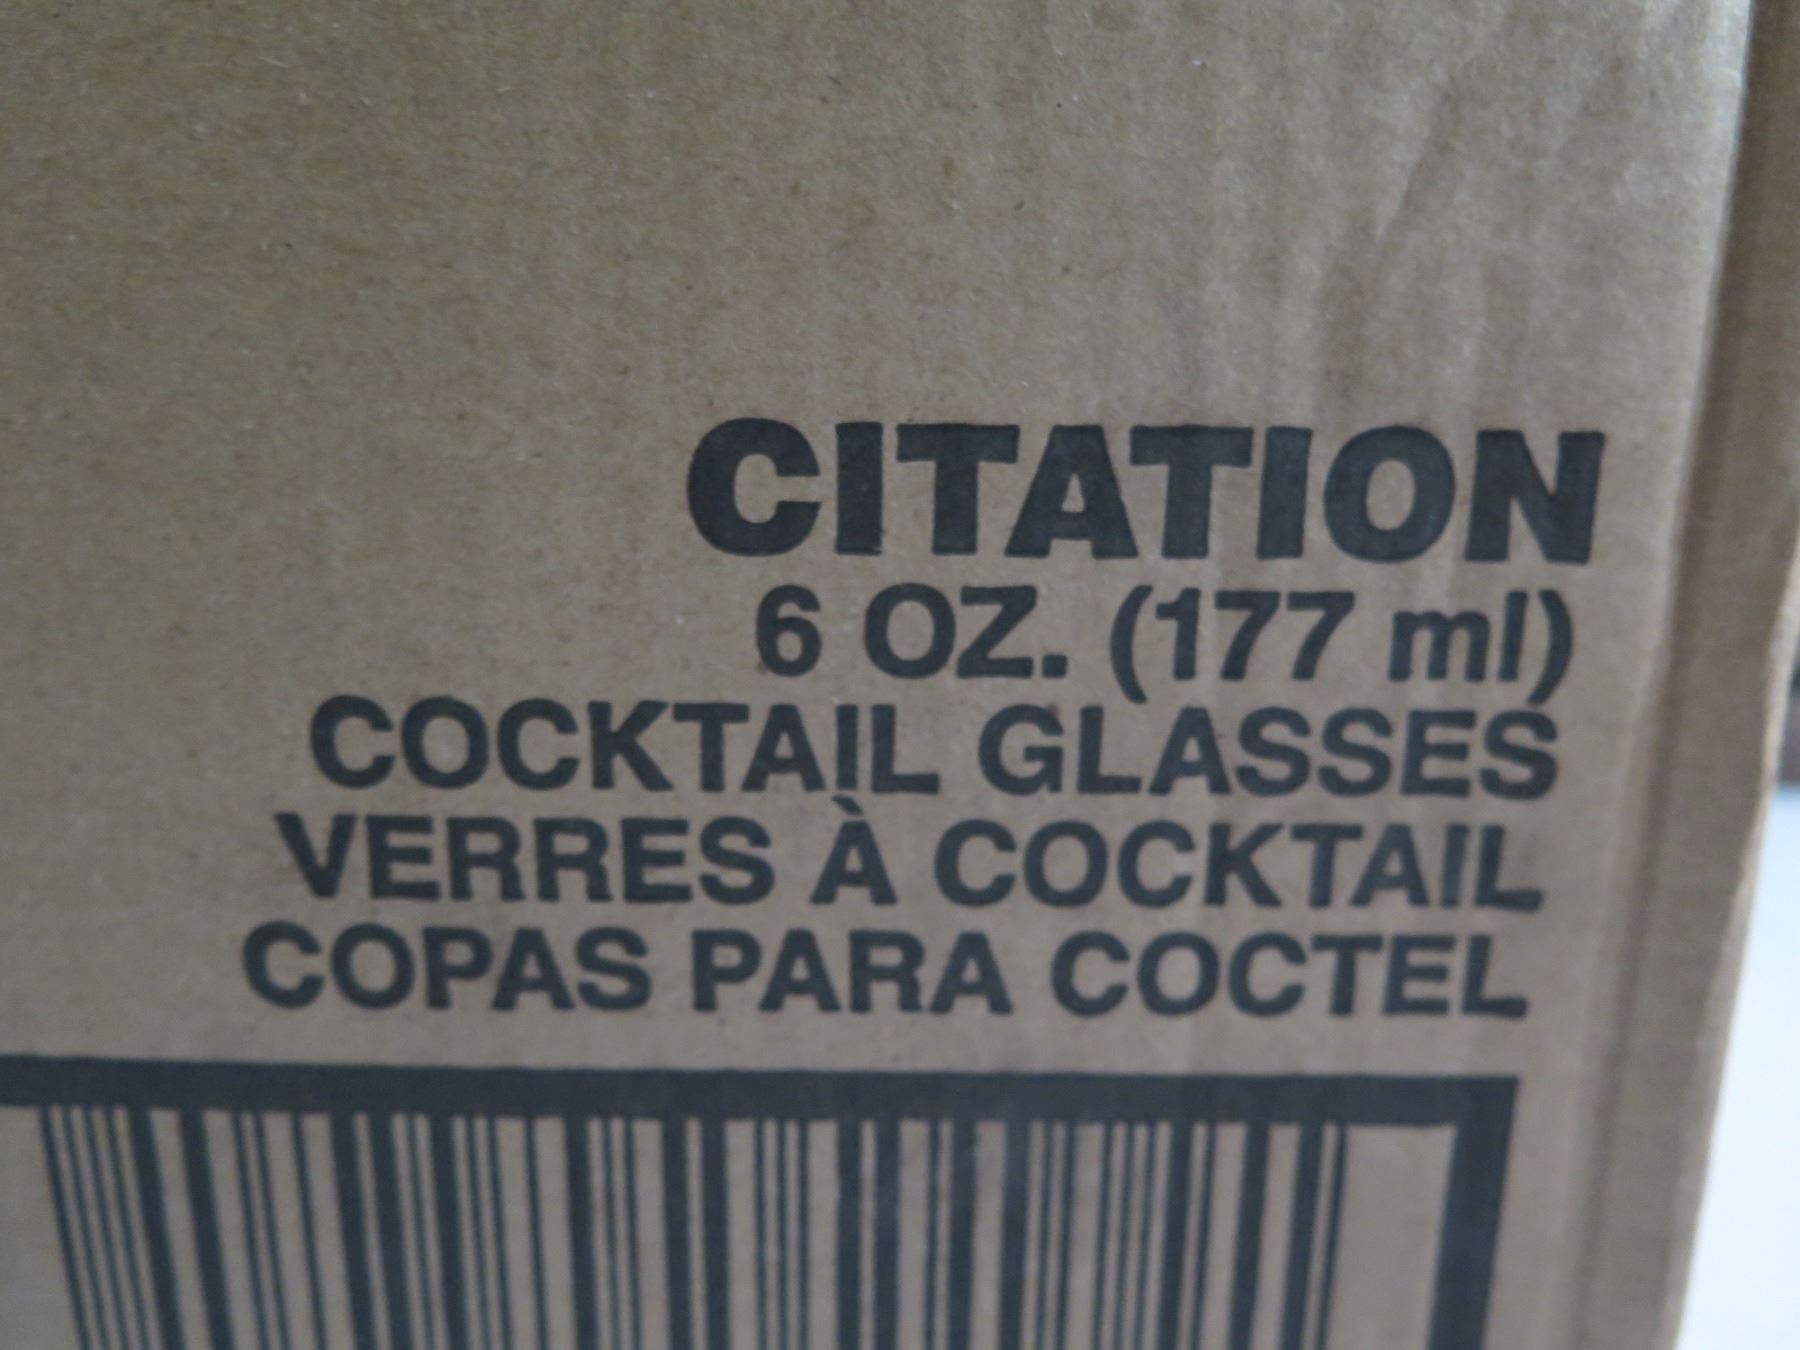 CITATION
6 OZ. (177 ml)
COCKTAIL GLASSES
VERRES À COCKTAIL
COPAS PARA COCTEL